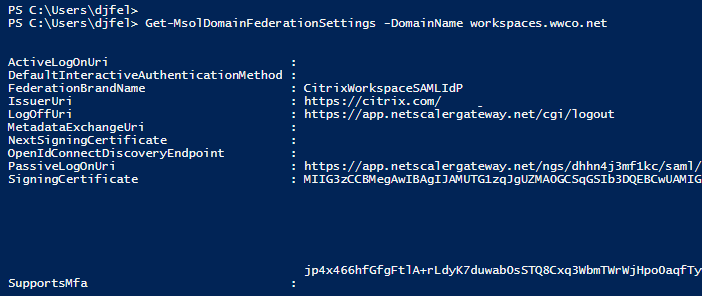 PS C:\Users\djfel>
PS C:\Users\djfel> Get-MsolDomainFederationSettings -DomainName workspaces.wwco.net
ActiveLogOnUri :
DefaultInteractiveAuthenticationMethod :
FederationBrandName : CitrixWorkspaceSAMLIdP
IssuerUri : https://citrix.com/ _
LogOffUri : https://app.netscalergateway.net/cgi/logout
MetadataExchangeUri :
NextSigningCertificate :
OpenIdConnectDiscoveryEndpoint :
PassiveLogOnUri : https://app.netscalergateway.net/ngs/dhhn4j3mf1kc/saml/
SigningCertificate : MIIG3zCCBMegAwIBAgIJAMUTG1zqJgUZMAOGCSqGSIb3DQEBCwUAMIG
jp4x466hfGfgFtlA+rLdyK7duwab0sSTQ8Cxq3WbmTWrWjHpoOaqfTy
SupportsMfa :